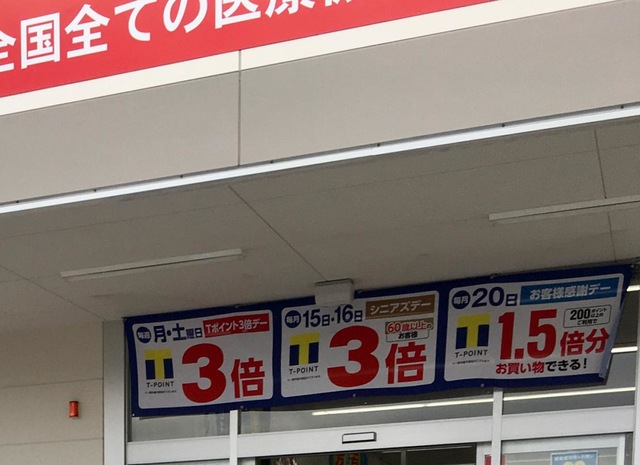 全国全ての医療
毎週 月・土曜日 Tポイント3倍デー
T-POINT 3倍
毎月 15日・16日 シニアズデー
60歳以上の
お客様
T-POINT 3倍
毎月 20日 お客様感謝デー
200ポイント
以上の
ご利用で
T-POINT 1.5倍分
お買い物できる!